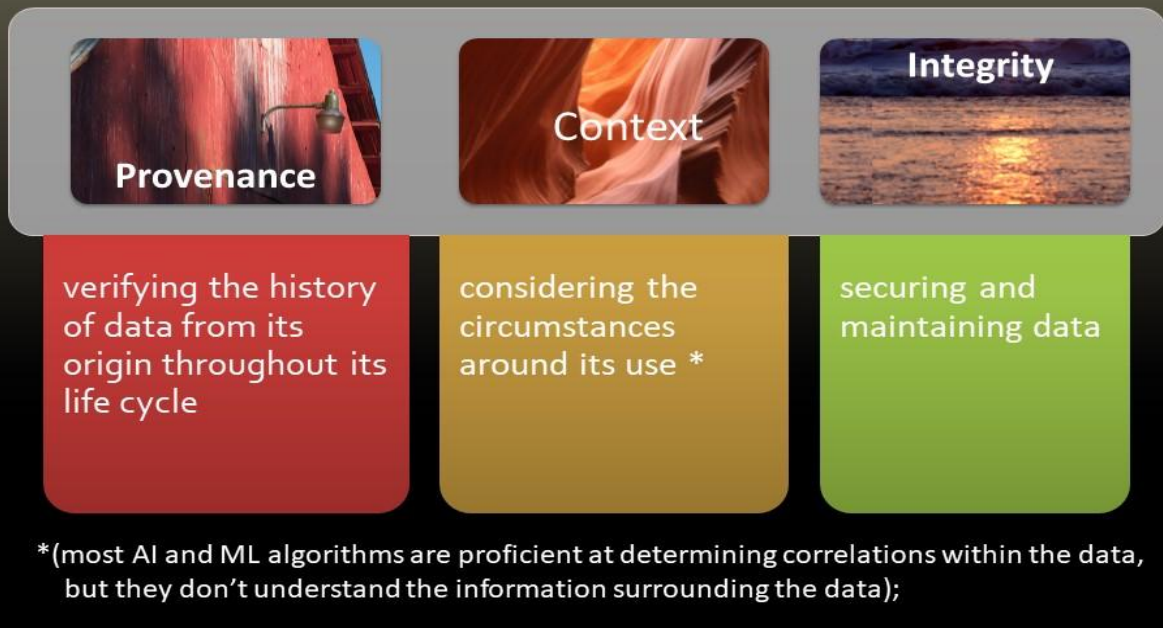 Provenance
Context
Integrity
verifying the history
of data from its
origin throughout its
life cycle
considering the
circumstances
around its use *
securing and
maintaining data
*(most AI and ML algorithms are proficient at determining correlations within the data,
but they don’t understand the information surrounding the data);